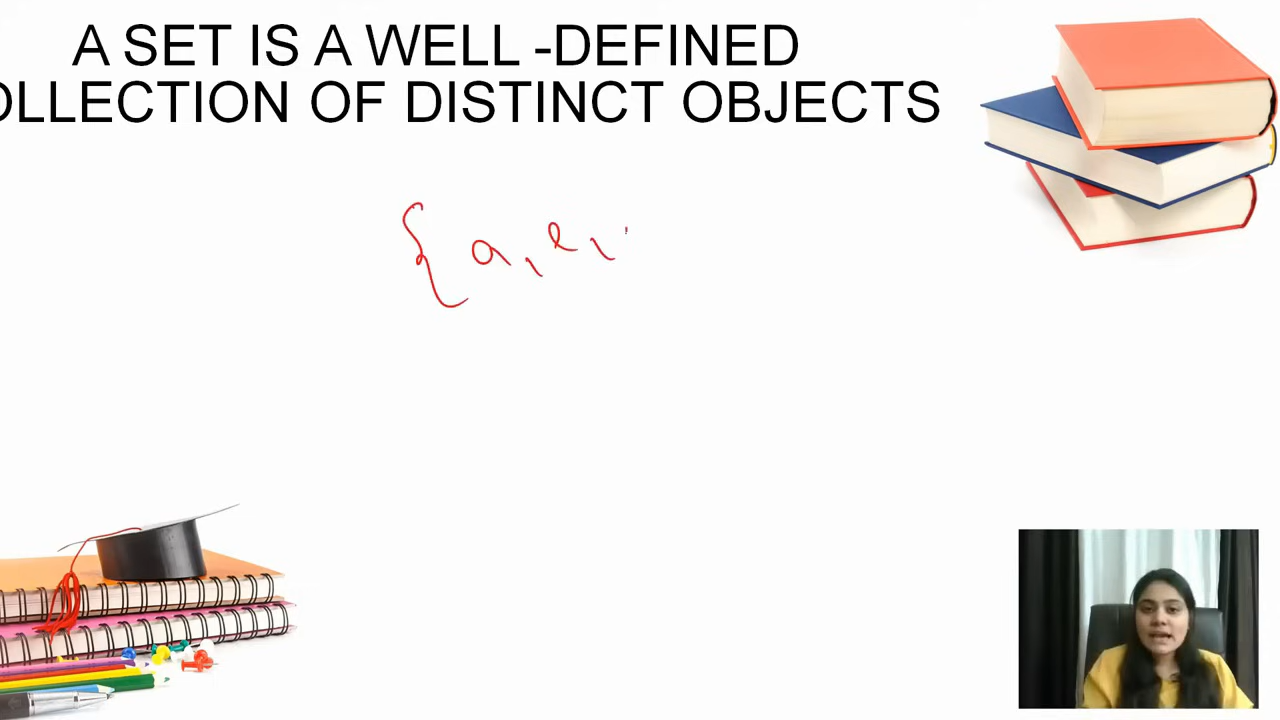 A SET IS A WELL -DEFINED
OLLECTION OF DISTINCT OBJECTS
{ a, e,